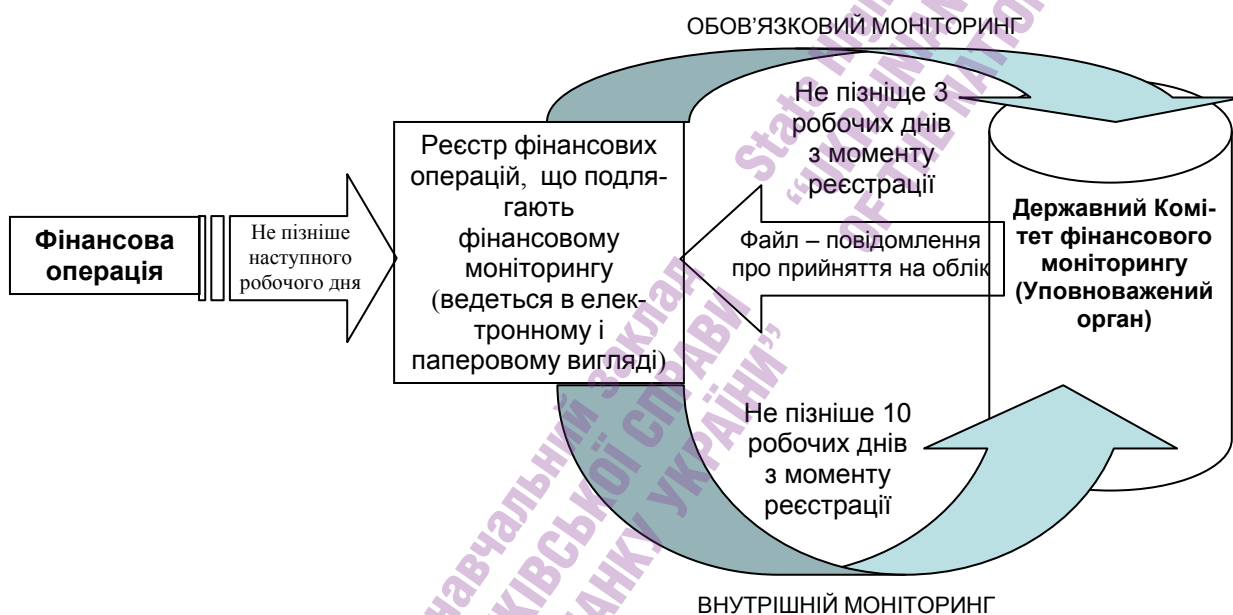 ОБОВ'ЯЗКОВИЙ МОНІТОРИНГ
Не пізніще 3
робочих днів
з моменту
реєстрації
Реєстр фінансових
операцій, що подля-
гають
фінансовому
моніторингу
(ведеться в елек-
тронному і
паперовому вигляді)
Фінансова
операція
Не пізніше
наступного
робочого дня
Файл – повідомлення
про прийняття на облік
Державний Комі-
тет фінансового
моніторингу
(Уповноважений
орган)
Не пізніше 10
робочих днів
з моменту
реєстрації
ВНУТРІШНІЙ МОНІТОРИНГ